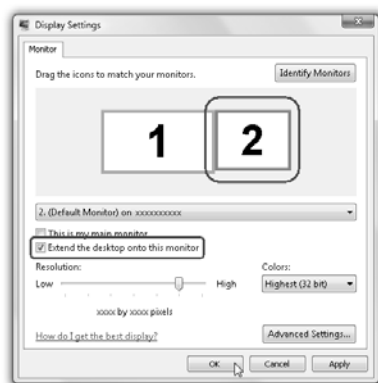 Display Settings
Monitor
Drag the icons to match your monitors.
Identify Monitors
1
2
2. (Default Monitor) on xxxxxxxxxx
This is my main monitor
Extend the desktop onto this monitor
Resolution:
Colors:
Low
High
Highest (32 bit)
xxxx by xxxx pixels
How do I get the best display?
Advanced Settings...
OK
Cancel
Apply